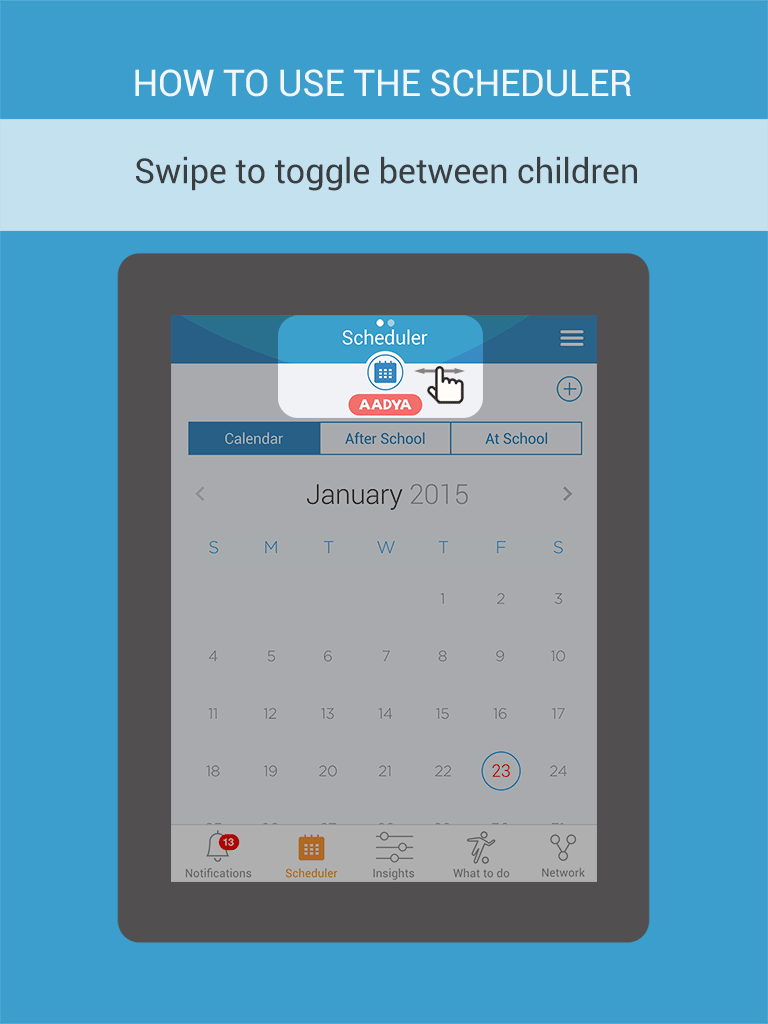 HOW TO USE THE SCHEDULER
Swipe to toggle between children
Scheduler
AADYA
Calendar After School At School
January 2015
S M T W T F S
1 2 3
4 5 6 7 8 9 10
11 12 13 14 15 16 17
18 19 20 21 22 23 24
13
Notifications Scheduler Insights What to do Network